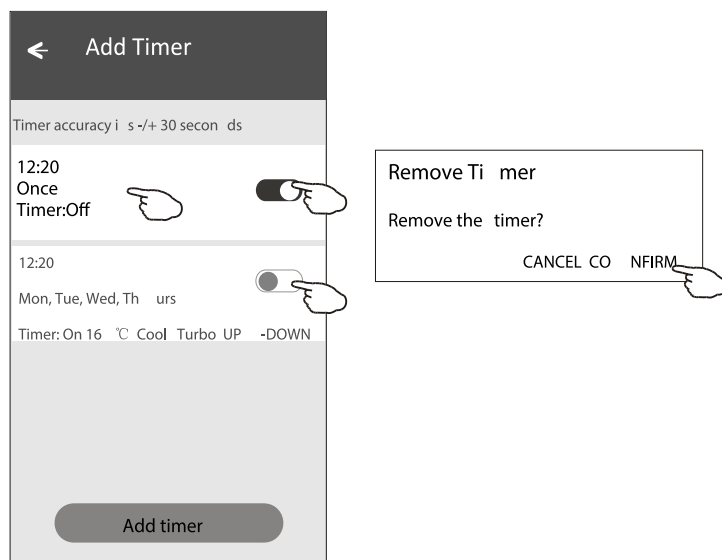 Add Timer
Timer accuracy i s -/+ 30 secon ds
12:20
Once
Timer:Off
12:20
Mon, Tue, Wed, Th urs
Timer: On 16 ℃ Cool Turbo UP -DOWN
Add timer
Remove Ti mer
Remove the timer?
CANCEL CO NFIRM